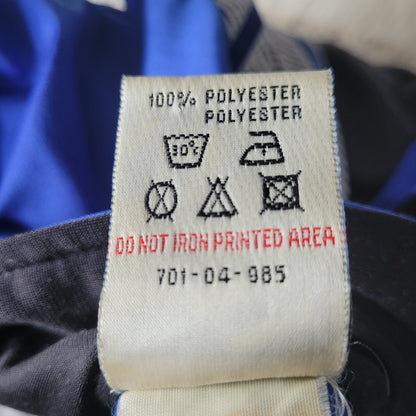 100% POLYESTER
POLYESTER
30°C
DO NOT IRON PRINTED AREA
701-04-985